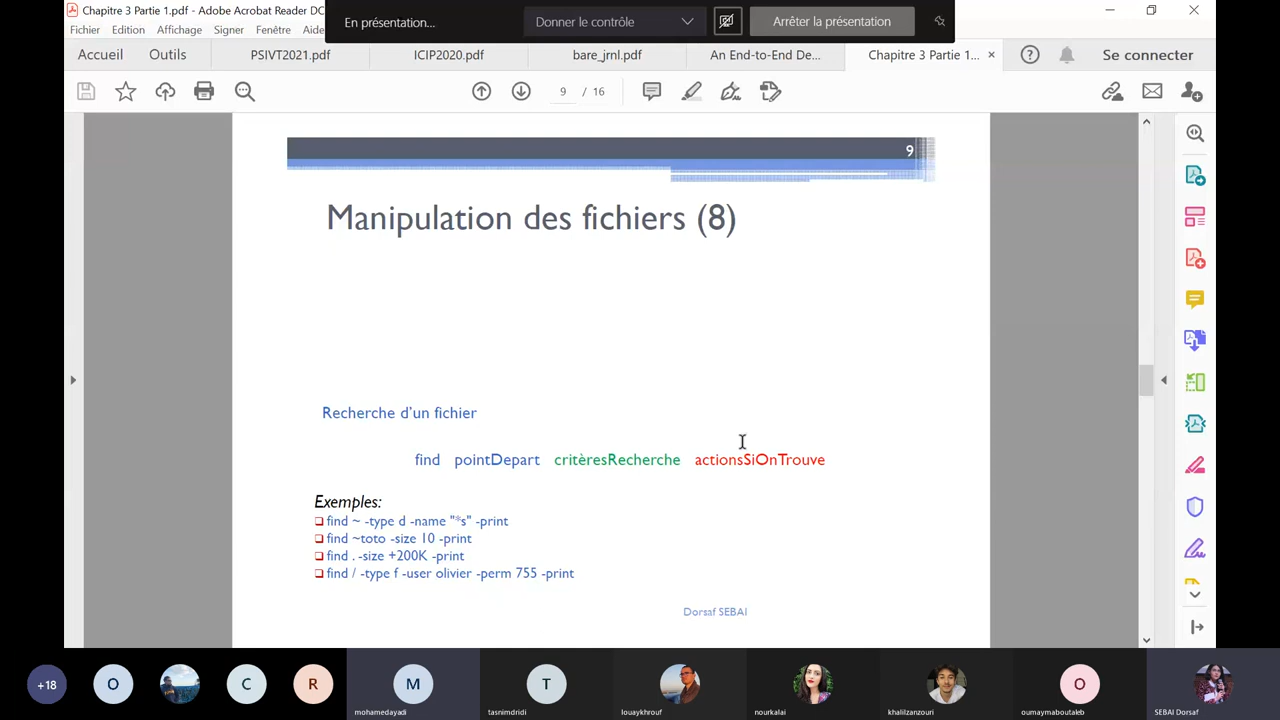 Chapitre 3 Partie 1.pdf - Adobe Acrobat Reader DC
En présentation...
Donner le contrôle
Arrêter la présentation
Fichier Edition Affichage Signer Fenêtre Aide
Accueil Outils PSIVT2021.pdf ICIP2020.pdf bare_jrnl.pdf An End-to-End De... Chapitre 3 Partie 1... × Se connecter
9 / 16
9
Manipulation des fichiers (8)
Recherche d'un fichier
find pointDepart critèresRecherche actionsSiOnTrouve
Exemples:
find ~ -type d -name "*s" -print
find ~toto -size 10 -print
find . -size +200K -print
find / -type f -user olivier -perm 755 -print
Dorsaf SEBAI
+18 O C R M T O
mohamedayadi tasnimdridi louaykhrouf nourkalai khalilzanzouri oumaymaboutaleb SEBAI Dorsaf